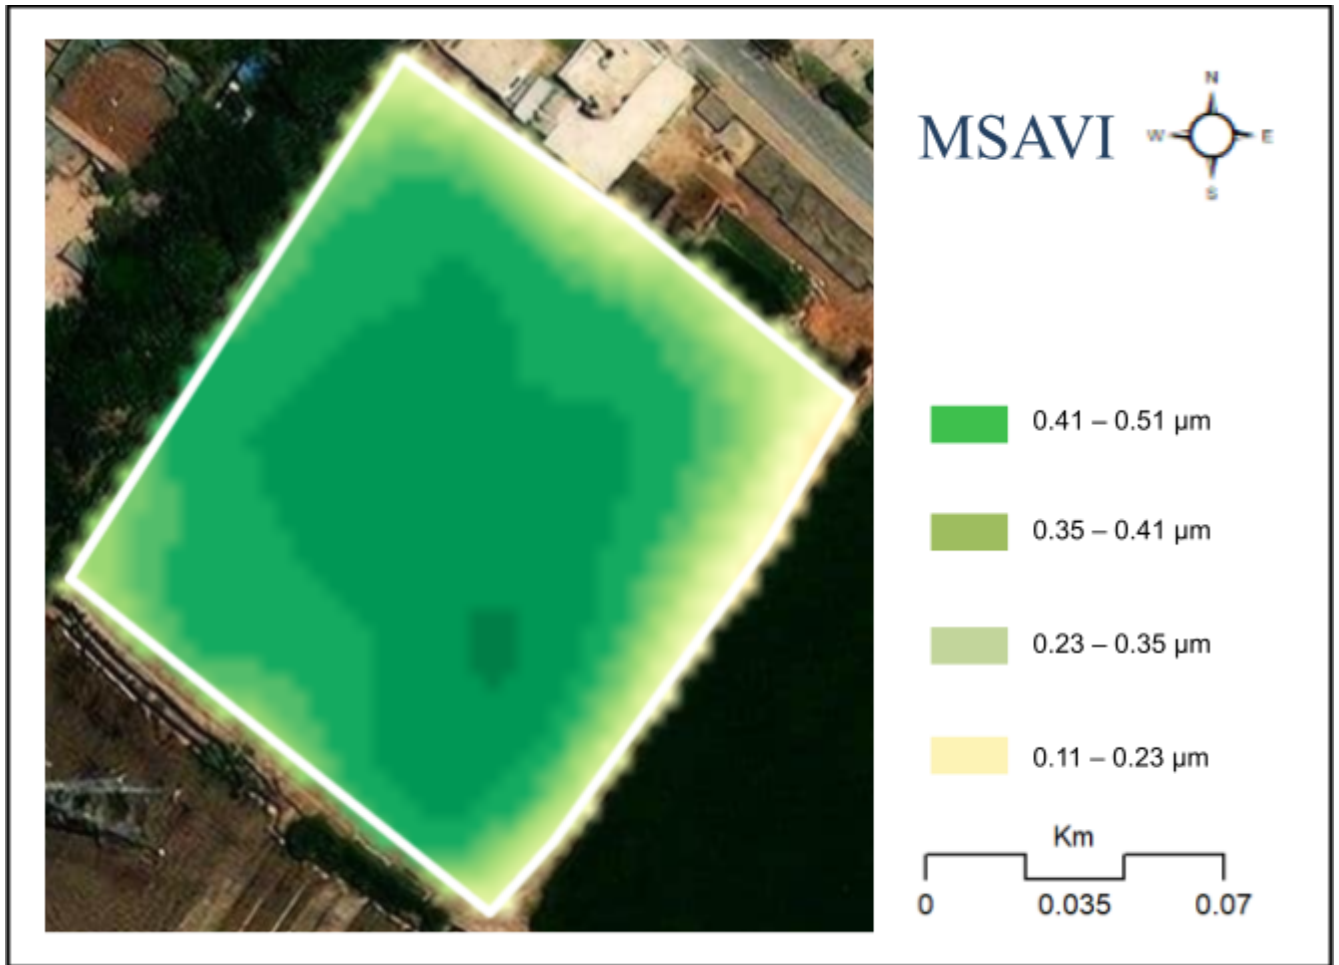 MSAVI
N
W
E
S
0.41 – 0.51 µm
0.35 – 0.41 µm
0.23 – 0.35 µm
0.11 – 0.23 µm
Km
0 0.035 0.07